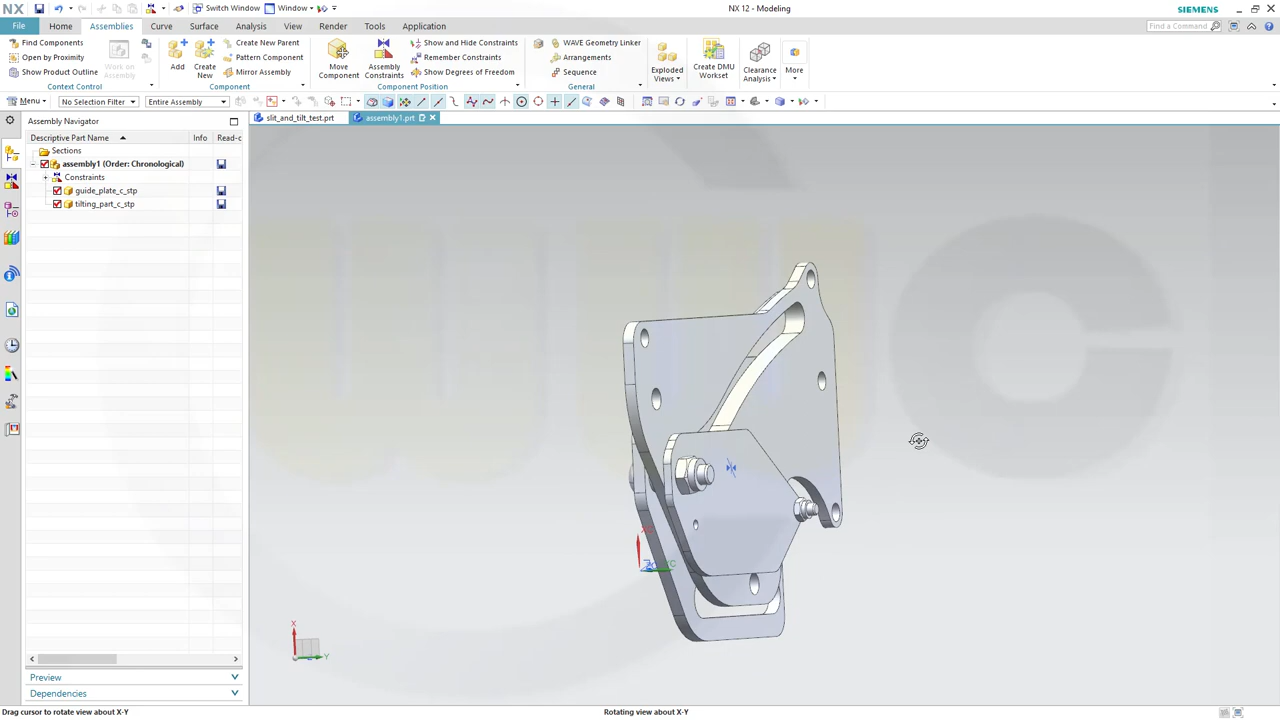 NX
Switch Window
Window
NX 12 - Modeling
SIEMENS
File
Home
Assemblies
Curve
Surface
Analysis
View
Render
Tools
Application
Find a Command
Find Components
Open by Proximity
Show Product Outline
Work on Assembly
Context Control
Add
Create New
Create New Parent
Pattern Component
Mirror Assembly
Component
Move Component
Assembly Constraints
Show and Hide Constraints
Remember Constraints
Show Degrees of Freedom
Component Position
WAVE Geometry Linker
Arrangements
Sequence
General
Exploded Views
Create DMU Workset
Clearance Analysis
More
Menu
No Selection Filter
Entire Assembly
Assembly Navigator
slit_and_tilt_test.prt
assembly1.prt
Descriptive Part Name
Info
Read-c
Sections
assembly1 (Order: Chronological)
Constraints
guide_plate_c_stp
tilting_part_c_stp
X
Y
Preview
Dependencies
Drag cursor to rotate view about X-Y
Rotating view about X-Y